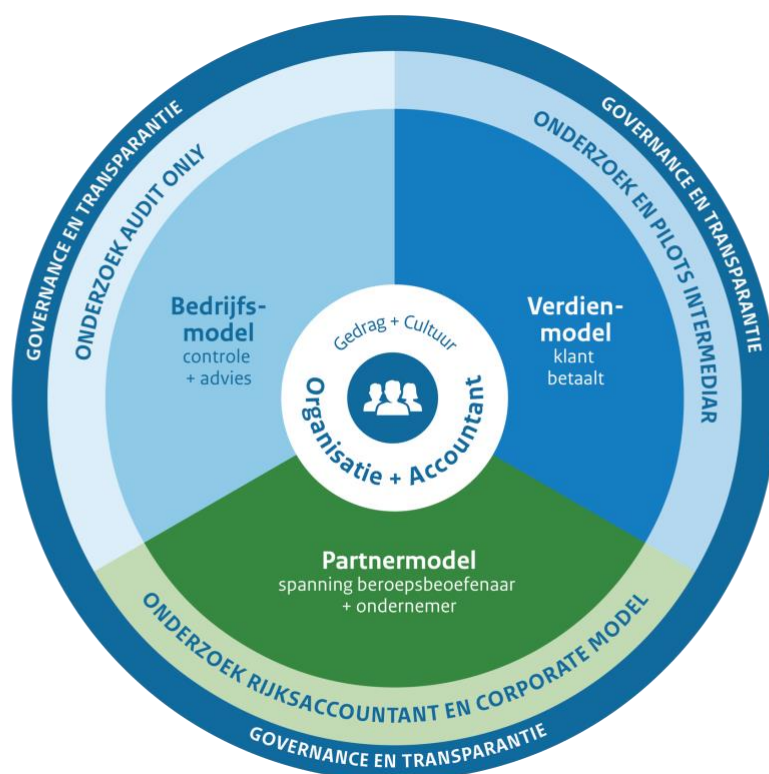 GOVERNANCE EN TRANSPARANTIE
GOVERNANCE EN TRANSPARANTIE
ONDERZOEK AUDIT ONLY
ONDERZOEK EN PILOTS INTERMEDIAR
Bedrijfs-
model
controle
+ advies
Verdien-
model
klant
betaalt
Gedrag + Cultuur
Organisatie + Accountant
Partnermodel
spanning beroepsbeoefenaar
+ ondernemer
ONDERZOEK RIJKSACCOUNTANT EN CORPORATE MODEL
GOVERNANCE EN TRANSPARANTIE